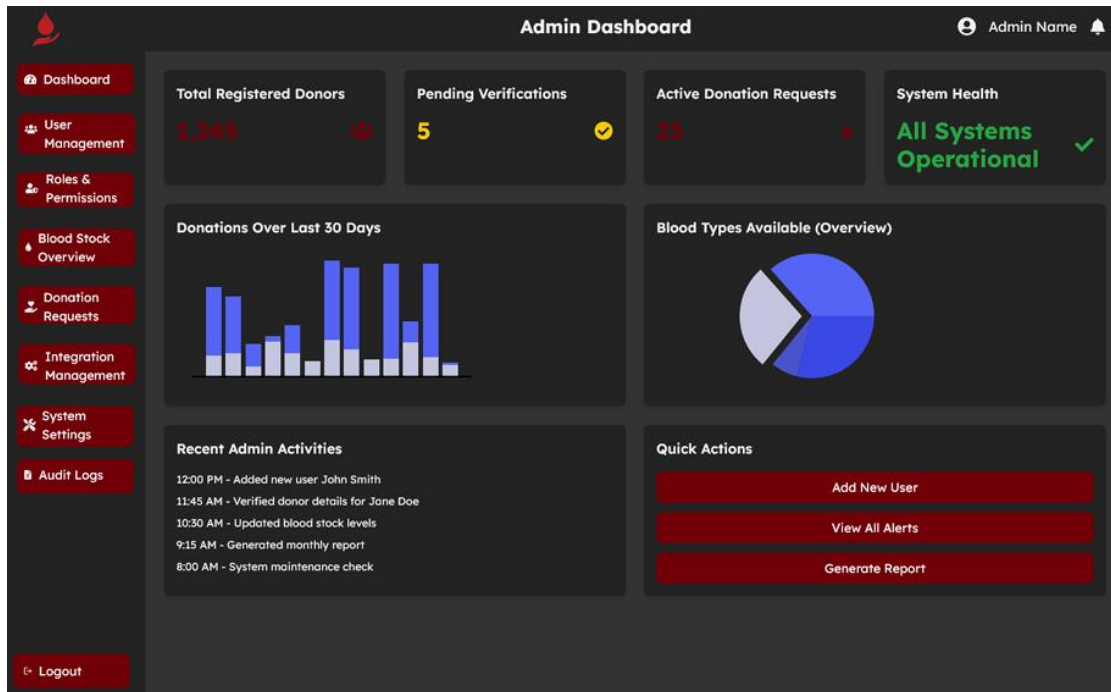 Admin Dashboard
Admin Name
Dashboard
User
Management
Roles &
Permissions
Blood Stock
Overview
Donation
Requests
Integration
Management
System
Settings
Audit Logs
Logout
Total Registered Donors
1,245
Pending Verifications
5
Active Donation Requests
23
System Health
All Systems
Operational
Donations Over Last 30 Days
Blood Types Available (Overview)
Recent Admin Activities
12:00 PM - Added new user John Smith
11:45 AM - Verified donor details for Jane Doe
10:30 AM - Updated blood stock levels
9:15 AM - Generated monthly report
8:00 AM - System maintenance check
Quick Actions
Add New User
View All Alerts
Generate Report